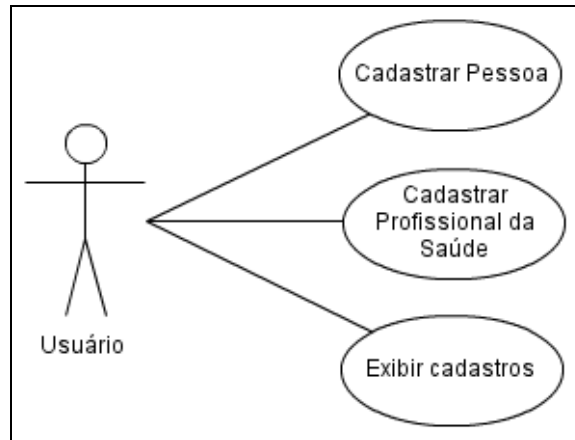 Cadastrar Pessoa
Cadastrar
Profissional da
Saúde
Usuário
Exibir cadastros